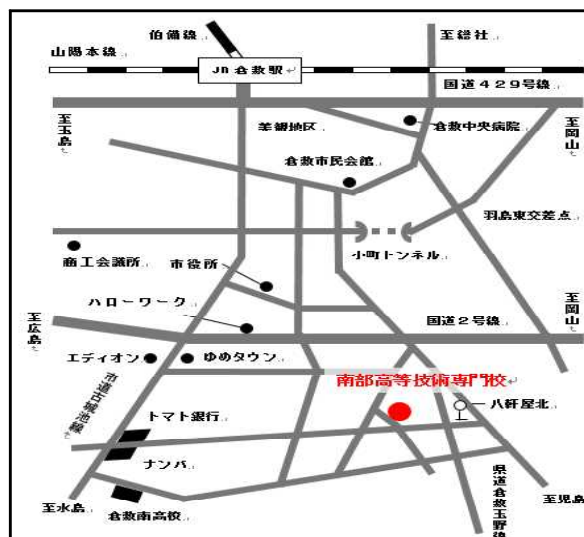 伯備線
至総社
山陽本線
JR倉敷駅
国道429号線
至玉島
美観地区
倉敷中央病院
至岡山
倉敷市民会館
羽島東交差点
商工会議所
市役所
小町トンネル
ハローワーク
至広島
国道2号線
至岡山
エディオン
ゆめタウン
南部高等技術専門校
八軒屋北
市道古城池線
トマト銀行
ナンバ
至水島
倉敷南高校
県道倉敷玉野線
至児島